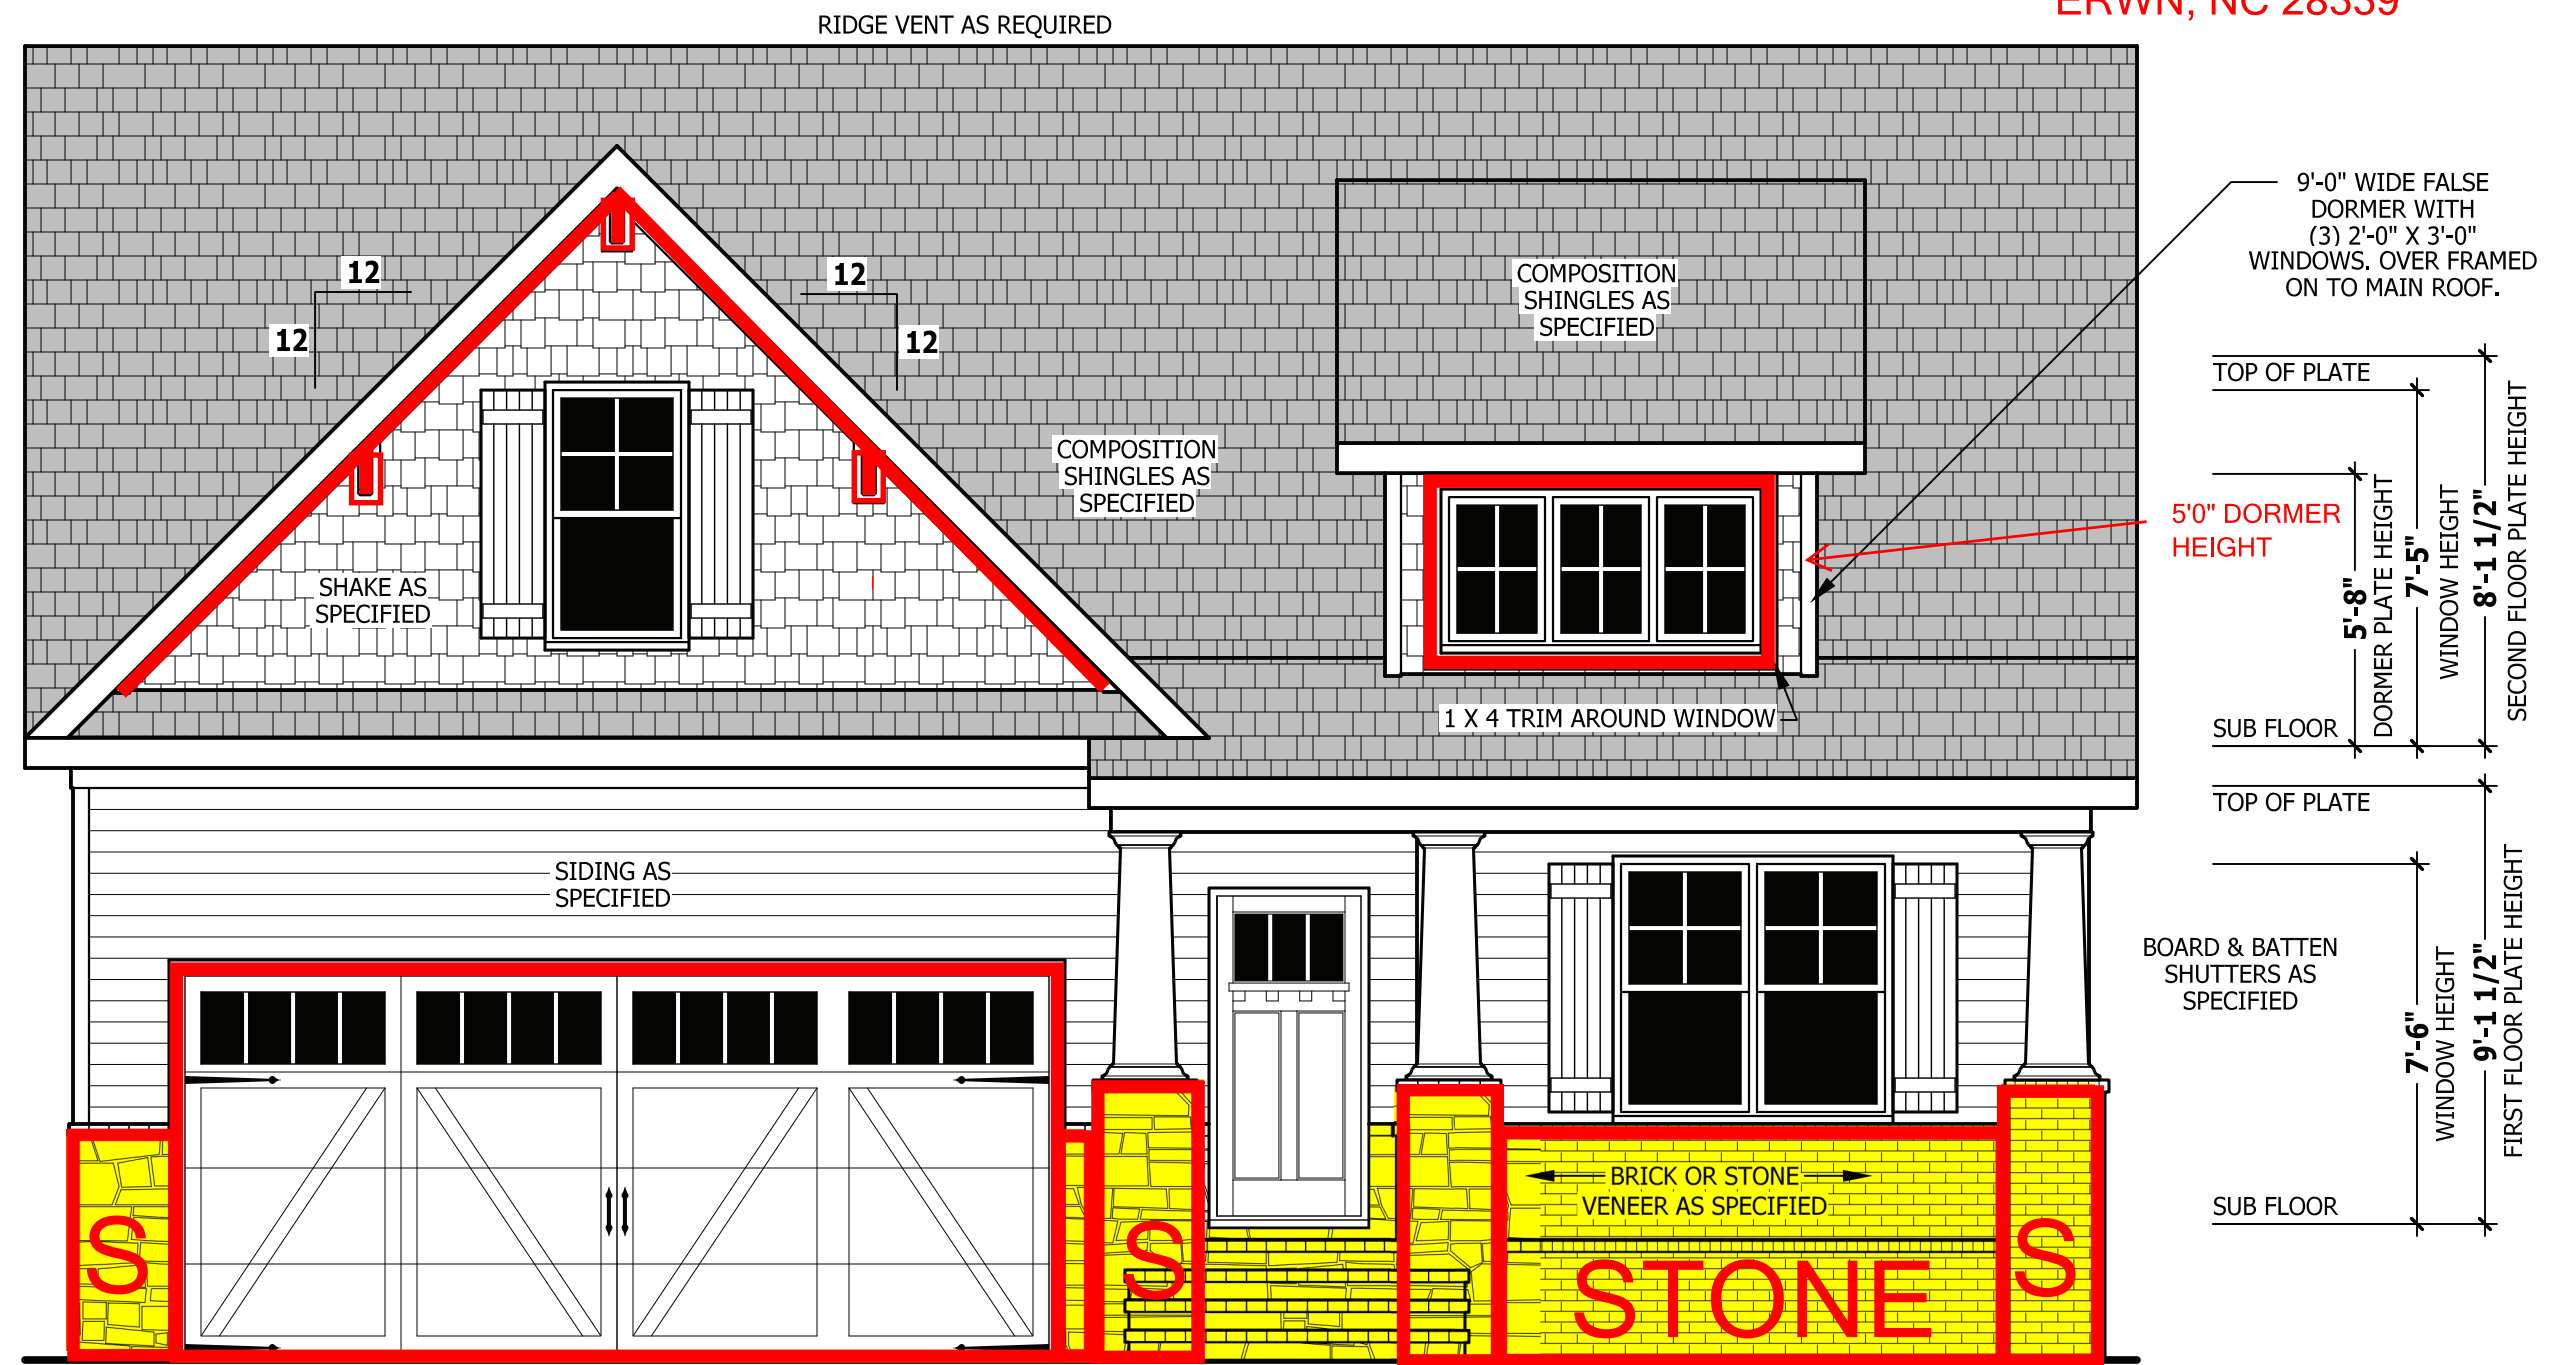 ERWN, NC 28339
RIDGE VENT AS REQUIRED
9'-0" WIDE FALSE
DORMER WITH
(3) 2'-0" X 3'-0"
WINDOWS. OVER FRAMED
ON TO MAIN ROOF.
12
12
12
12
COMPOSITION
SHINGLES AS
SPECIFIED
COMPOSITION
SHINGLES AS
SPECIFIED
SHAKE AS
SPECIFIED
1 X 4 TRIM AROUND WINDOW
5'0" DORMER
HEIGHT
TOP OF PLATE
5'-8"
DORMER PLATE HEIGHT
7'-5"
WINDOW HEIGHT
8'-1 1/2"
SECOND FLOOR PLATE HEIGHT
SUB FLOOR
TOP OF PLATE
SIDING AS
SPECIFIED
BOARD & BATTEN
SHUTTERS AS
SPECIFIED
7'-6"
WINDOW HEIGHT
9'-1 1/2"
FIRST FLOOR PLATE HEIGHT
SUB FLOOR
BRICK OR STONE
VENEER AS SPECIFIED
S
S
STONE
S